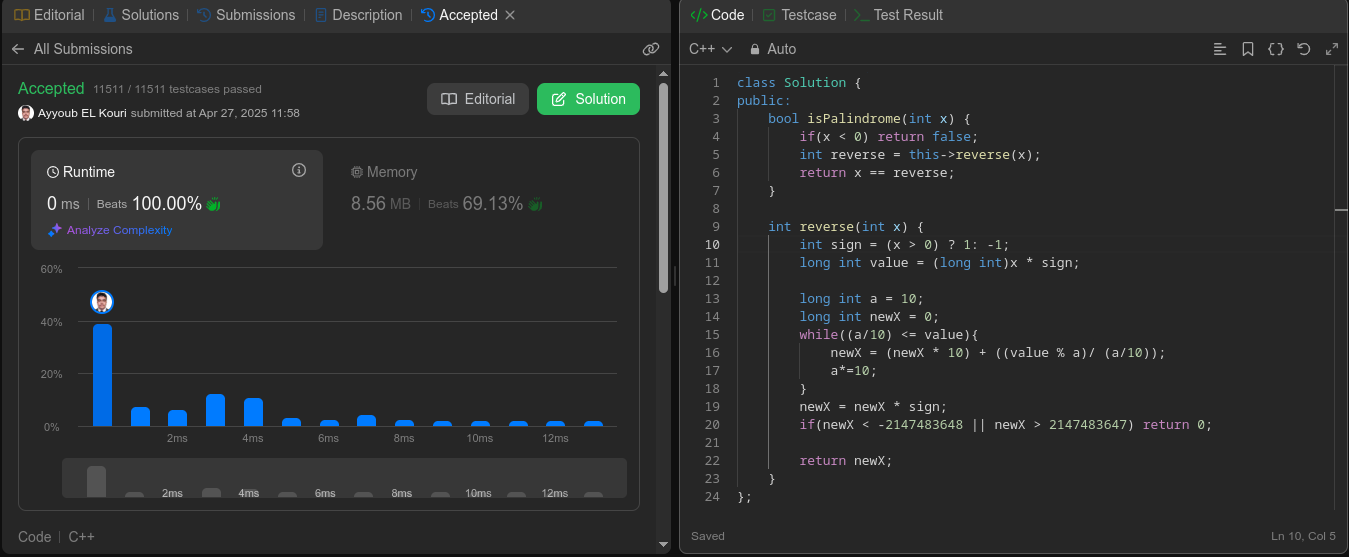 Editorial | Solutions | Submissions | Description | Accepted
All Submissions
Accepted 11511 / 11511 testcases passed
Ayyoub EL Kouri submitted at Apr 27, 2025 11:58
Editorial
Solution
Runtime
0 ms | Beats 100.00%
Analyze Complexity
Memory
8.56 MB | Beats 69.13%
60%
40%
20%
0%
2ms 4ms 6ms 8ms 10ms 12ms
2ms 4ms 6ms 8ms 10ms 12ms
Code | C++
</> Code | Testcase | >_ Test Result
C++ Auto
1 class Solution {
2 public:
3 bool isPalindrome(int x) {
4 if(x < 0) return false;
5 int reverse = this->reverse(x);
6 return x == reverse;
7 }
8
9 int reverse(int x) {
10 int sign = (x > 0) ? 1: -1;
11 long int value = (long int)x * sign;
12
13 long int a = 10;
14 long int newX = 0;
15 while((a/10) <= value){
16 newX = (newX * 10) + ((value % a)/ (a/10));
17 a*=10;
18 }
19 newX = newX * sign;
20 if(newX < -2147483648 || newX > 2147483647) return 0;
21
22 return newX;
23 }
24 };
Saved
Ln 10, Col 5